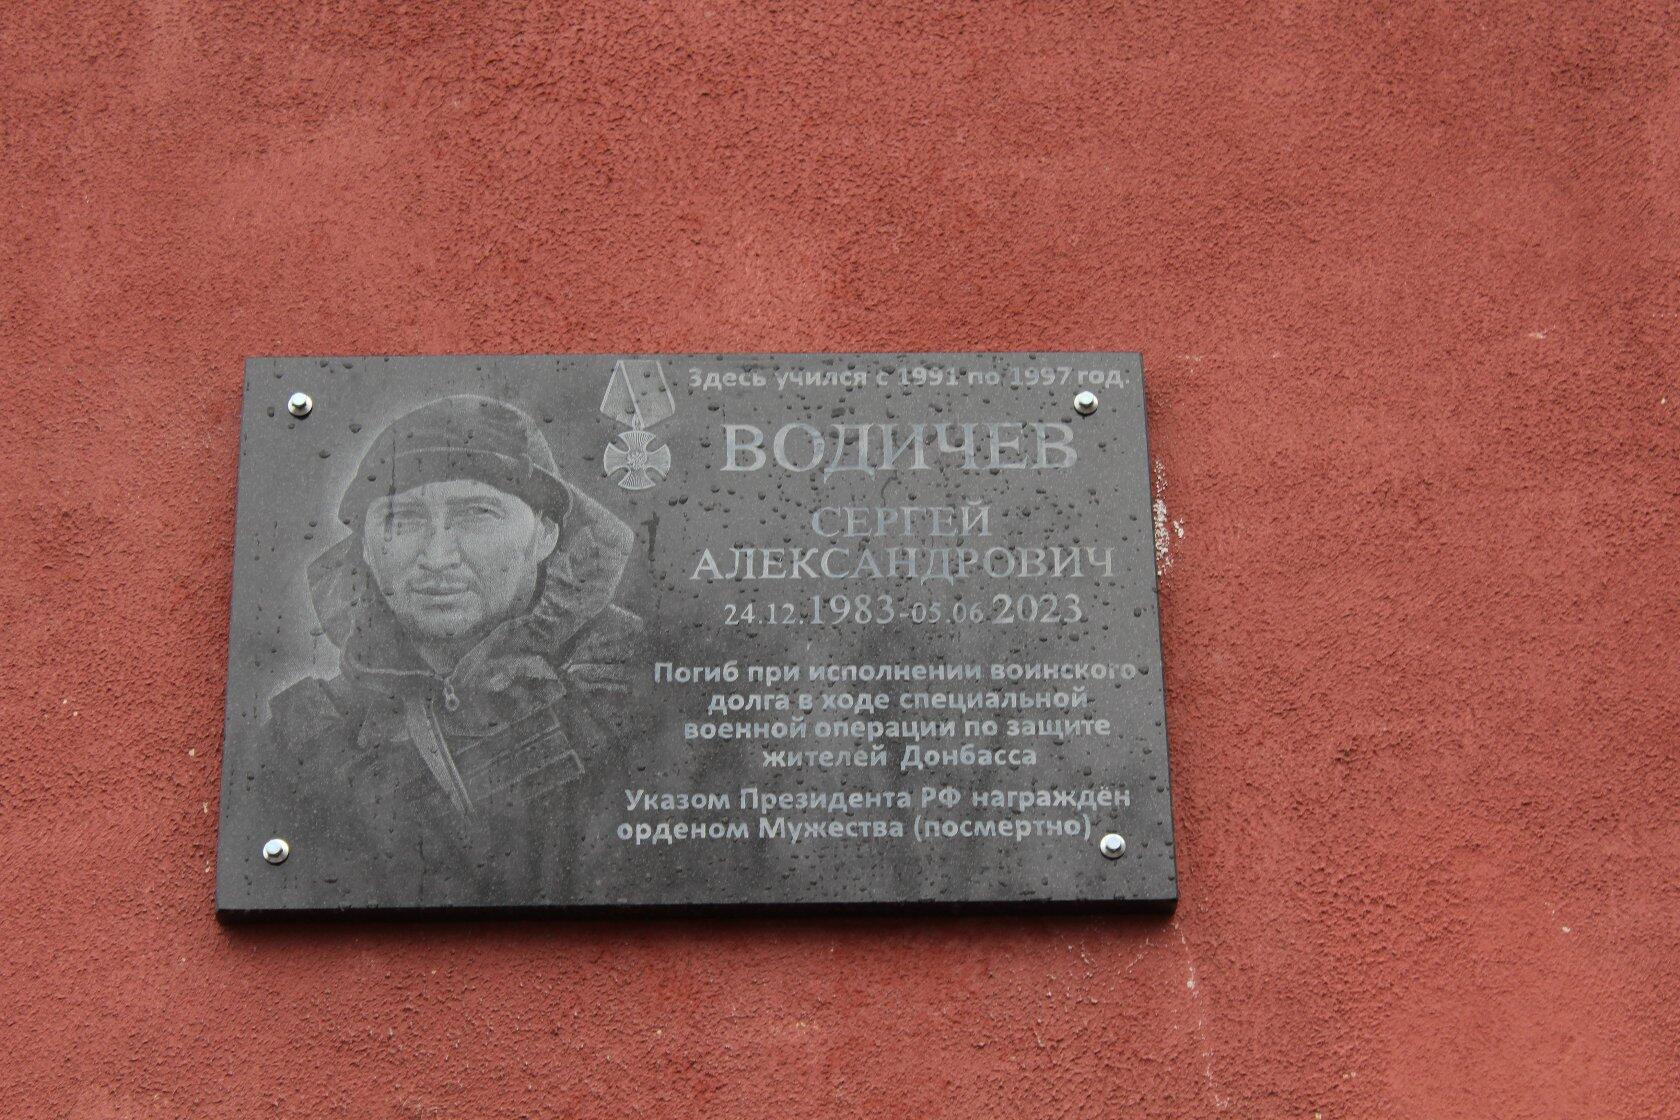 Здесь учился с 1991 по 1997 год.
ВОДИЧЕВ
СЕРГЕЙ
АЛЕКСАНДРОВИЧ
24.12.1983-05.06.2023
Погиб при исполнении воинского
долга в ходе специальной
военной операции по защите
жителей Донбасса
Указом Президента РФ награждён
орденом Мужества (посмертно)